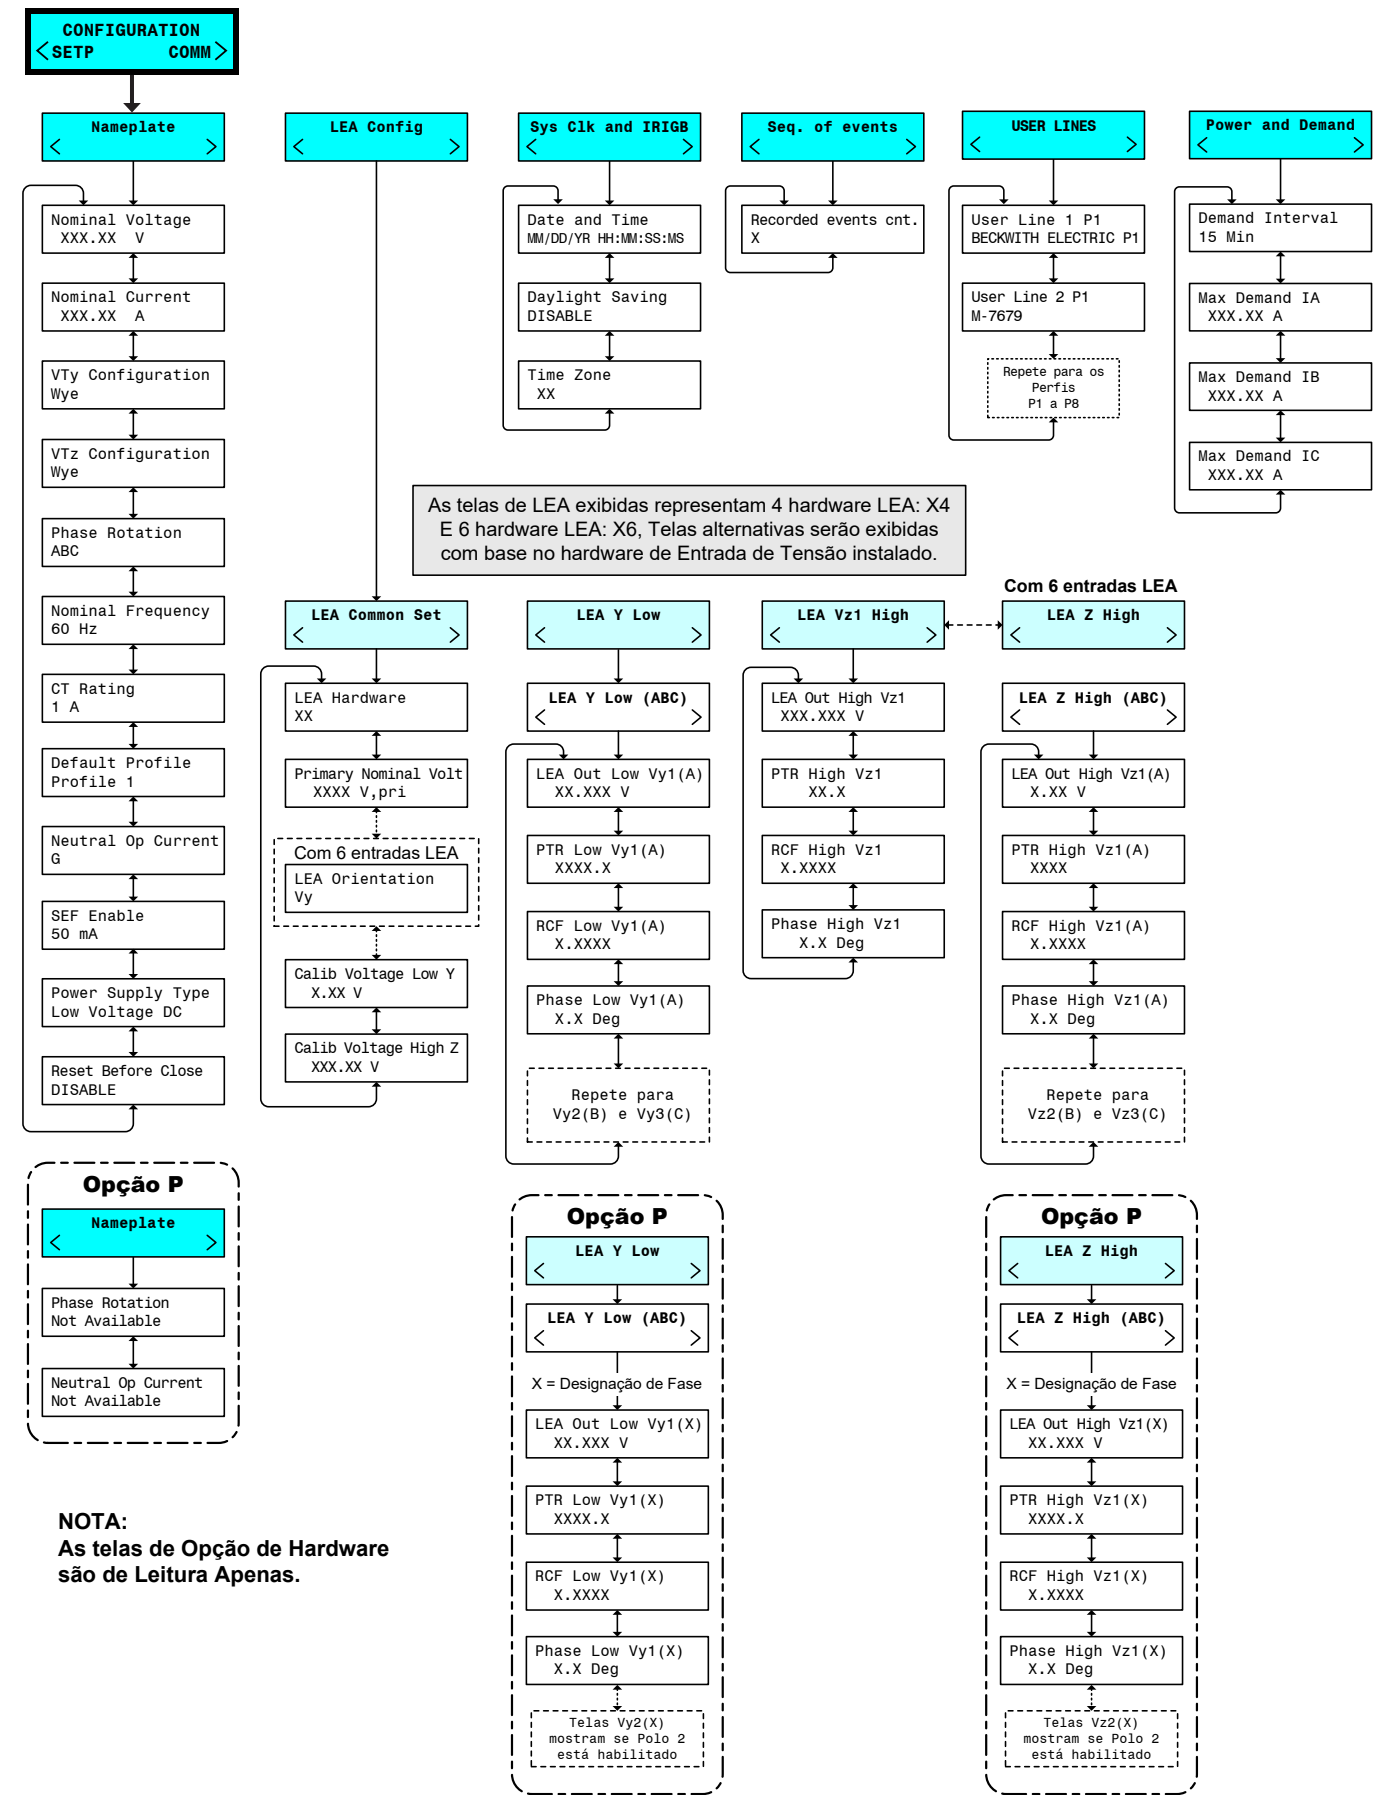 CONFIGURATION
SETP COMM
Nameplate
Nominal Voltage
XXX.XX V
Nominal Current
XXX.XX A
VTy Configuration
Wye
VTz Configuration
Wye
Phase Rotation
ABC
Nominal Frequency
60 Hz
CT Rating
1 A
Default Profile
Profile 1
Neutral Op Current
G
SEF Enable
50 mA
Power Supply Type
Low Voltage DC
Reset Before Close
DISABLE
Opção P
Nameplate
Phase Rotation
Not Available
Neutral Op Current
Not Available
NOTA:
As telas de Opção de Hardware
são de Leitura Apenas.
LEA Config
Sys Clk and IRIGB
Date and Time
MM/DD/YR HH:MM:SS:MS
Daylight Saving
DISABLE
Time Zone
XX
Seq. of events
Recorded events cnt.
X
USER LINES
User Line 1 P1
BECKWITH ELECTRIC P1
User Line 2 P1
M-7679
Repete para os
Perfis
P1 a P8
Power and Demand
Demand Interval
15 Min
Max Demand IA
XXX.XX A
Max Demand IB
XXX.XX A
Max Demand IC
XXX.XX A
As telas de LEA exibidas representam 4 hardware LEA: X4
E 6 hardware LEA: X6, Telas alternativas serão exibidas
com base no hardware de Entrada de Tensão instalado.
LEA Common Set
LEA Hardware
XX
Primary Nominal Volt
XXXX V,pri
Com 6 entradas LEA
LEA Orientation
Vy
Calib Voltage Low Y
X.XX V
Calib Voltage High Z
XXX.XX V
LEA Y Low
LEA Y Low (ABC)
LEA Out Low Vy1(A)
XX.XXX V
PTR Low Vy1(A)
XXXX.X
RCF Low Vy1(A)
X.XXXX
Phase Low Vy1(A)
X.X Deg
Repete para
Vy2(B) e Vy3(C)
LEA Vz1 High
LEA Out High Vz1
XXX.XXX V
PTR High Vz1
XX.X
RCF High Vz1
X.XXXX
Phase High Vz1
X.X Deg
Com 6 entradas LEA
LEA Z High
LEA Z High (ABC)
LEA Out High Vz1(A)
X.XX V
PTR High Vz1(A)
XXXX
RCF High Vz1(A)
X.XXXX
Phase High Vz1(A)
X.X Deg
Repete para
Vz2(B) e Vz3(C)
Opção P
LEA Y Low
LEA Y Low (ABC)
X = Designação de Fase
LEA Out Low Vy1(X)
XX.XXX V
PTR Low Vy1(X)
XXXX.X
RCF Low Vy1(X)
X.XXXX
Phase Low Vy1(X)
X.X Deg
Telas Vy2(X)
mostram se Polo 2
está habilitado
Opção P
LEA Z High
LEA Z High (ABC)
X = Designação de Fase
LEA Out High Vz1(X)
XX.XXX V
PTR High Vz1(X)
XXXX.X
RCF High Vz1(X)
X.XXXX
Phase High Vz1(X)
X.X Deg
Telas Vz2(X)
mostram se Polo 2
está habilitado